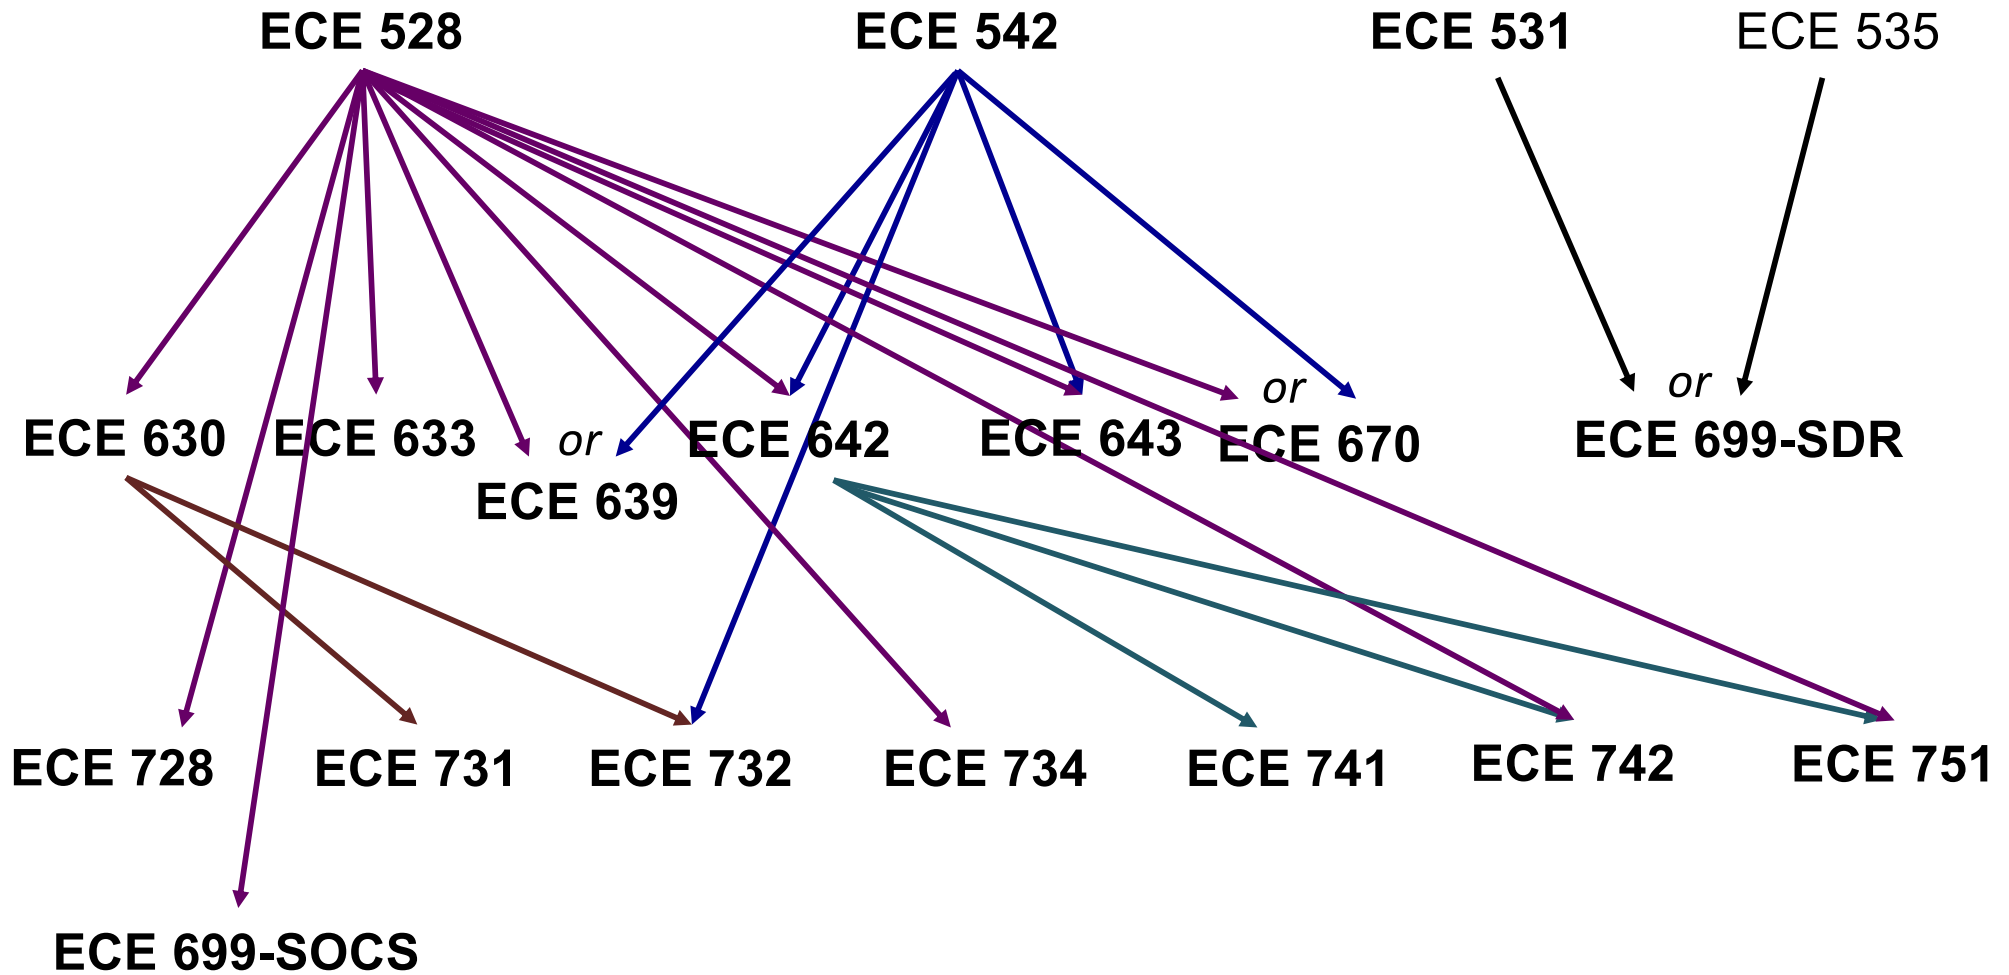 ECE 528 ECE 542 ECE 531 ECE 535
or or
ECE 630 ECE 633 or ECE 642 ECE 643 ECE 670 ECE 699-SDR
ECE 639
ECE 728 ECE 731 ECE 732 ECE 734 ECE 741 ECE 742 ECE 751
ECE 699-SOCS